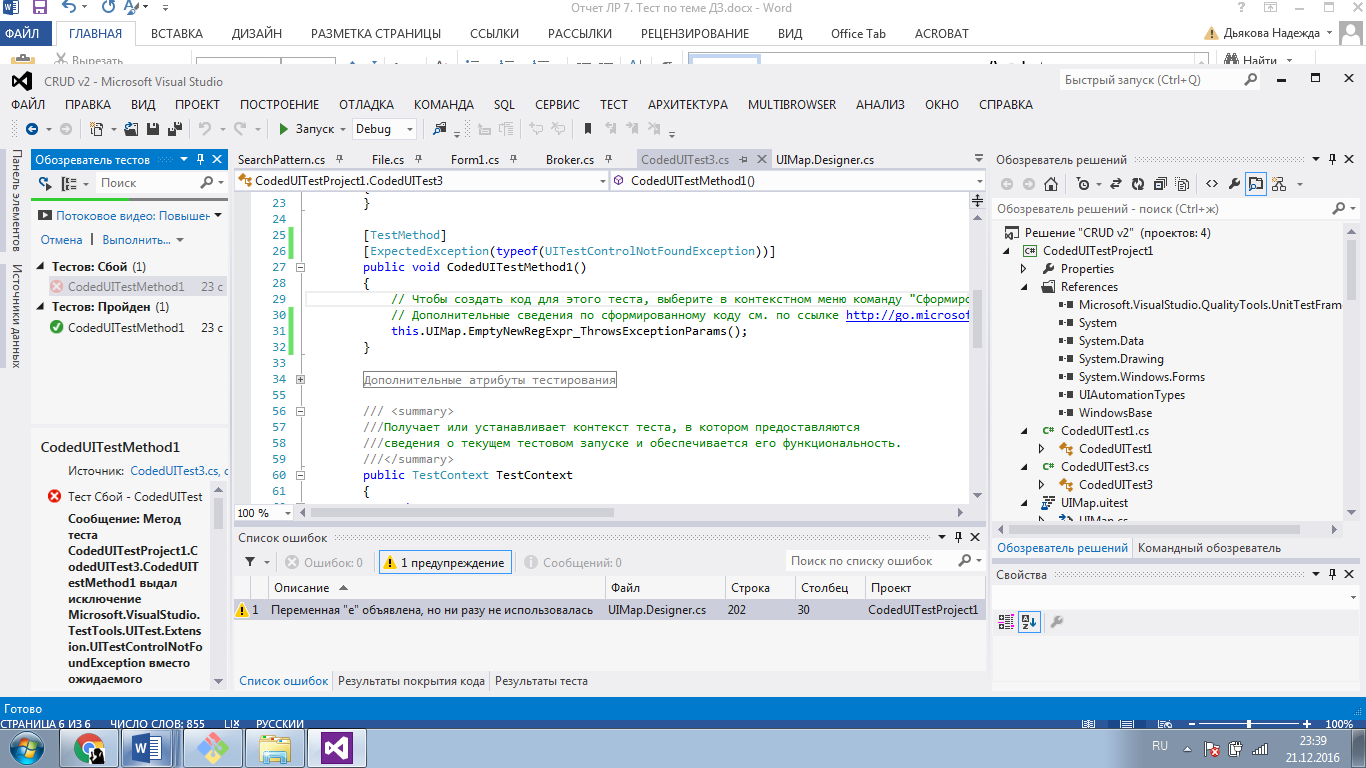 Отчет ЛР 7. Тест по теме ДЗ.docx - Word
ФАЙЛ ГЛАВНАЯ ВСТАВКА ДИЗАЙН РАЗМЕТКА СТРАНИЦЫ ССЫЛКИ РАССЫЛКИ РЕЦЕНЗИРОВАНИЕ ВИД Office Tab ACROBAT Дьякова Надежда
Вырезать Найти
CRUD v2 - Microsoft Visual Studio Быстрый запуск (Ctrl+Q)
ФАЙЛ ПРАВКА ВИД ПРОЕКТ ПОСТРОЕНИЕ ОТЛАДКА КОМАНДА SQL СЕРВИС ТЕСТ АРХИТЕКТУРА MULTIBROWSER АНАЛИЗ ОКНО СПРАВКА
Запуск Debug
Панель элементов
Источники данных
Обозреватель тестов
Поиск
Потоковое видео: Повышен
Отмена | Выполнить...
Тестов: Сбой (1)
CodedUITestMethod1 23 с
Тестов: Пройден (1)
CodedUITestMethod1 23 с
CodedUITestMethod1
Источник: CodedUITest3.cs, с
Тест Сбой - CodedUITest
Сообщение: Метод
теста
CodedUITestProject1.C
odedUITest3.CodedUIT
estMethod1 выдал
исключение
Microsoft.VisualStudio.
TestTools.UITest.Exten
sion.UITestControlNotFo
undException вместо
ожидаемого
SearchPattern.cs File.cs Form1.cs Broker.cs CodedUITest3.cs UIMap.Designer.cs
CodedUITestProject1.CodedUITest3 CodedUITestMethod1()
23 }
24
25 [TestMethod]
26 [ExpectedException(typeof(UITestControlNotFoundException))]
27 public void CodedUITestMethod1()
28 {
29 // Чтобы создать код для этого теста, выберите в контекстном меню команду "Сформиро
30 // Дополнительные сведения по сформированному коду см. по ссылке http://go.microsof
31 this.UIMap.EmptyNewRegExpr_ThrowsExceptionParams();
32 }
33
34 Дополнительные атрибуты тестирования
55
56 /// <summary>
57 ///Получает или устанавливает контекст теста, в котором предоставляются
58 ///сведения о текущем тестовом запуске и обеспечивается его функциональность.
59 ///</summary>
60 public TestContext TestContext
61 {
100 %
Список ошибок
Ошибок: 0 1 предупреждение Сообщений: 0 Поиск по списку ошибок
Описание Файл Строка Столбец Проект
1 Переменная "e" объявлена, но ни разу не использовалась UIMap.Designer.cs 202 30 CodedUITestProject1
Список ошибок Результаты покрытия кода Результаты теста
Обозреватель решений
Обозреватель решений - поиск (Ctrl+ж)
Решение "CRUD v2" (проектов: 4)
CodedUITestProject1
Properties
References
Microsoft.VisualStudio.QualityTools.UnitTestFram
System
System.Data
System.Drawing
System.Windows.Forms
UIAutomationTypes
WindowsBase
CodedUITest1.cs
CodedUITest1
CodedUITest3.cs
CodedUITest3
UIMap.uitest
UIMap.cs
Обозреватель решений Командный обозреватель
Свойства
Готово
СТРАНИЦА 6 ИЗ 6 ЧИСЛО СЛОВ: 855 РУССКИЙ 100%
RU 23:39
21.12.2016